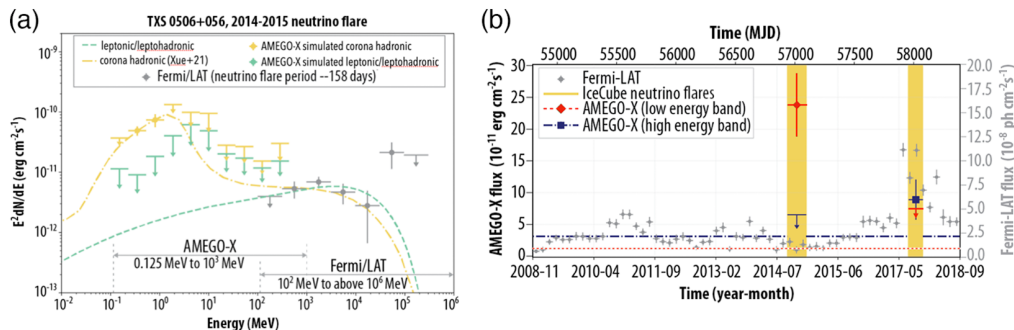 (a)
TXS 0506+056, 2014-2015 neutrino flare
leptonic/leptohadronic
corona hadronic (Xue+21)
AMEGO-X simulated corona hadronic
AMEGO-X simulated leptonic/leptohadronic
Fermi/LAT (neutrino flare period --158 days)
E²dN/dE (erg cm⁻²s⁻¹)
10⁻⁹
10⁻¹⁰
10⁻¹¹
10⁻¹²
10⁻¹³
AMEGO-X
0.125 MeV to 10³ MeV
Fermi/LAT
10² MeV to above 10⁶ MeV
10⁻² 10⁻¹ 10⁰ 10¹ 10² 10³ 10⁴ 10⁵ 10⁶
Energy (MeV)
(b)
Time (MJD)
55000 55500 56000 56500 57000 57500 58000
Fermi-LAT
IceCube neutrino flares
AMEGO-X (low energy band)
AMEGO-X (high energy band)
AMEGO-X flux (10⁻¹¹ erg cm⁻²s⁻¹)
30
25
20
15
10
5
0
20.0
17.5
15.0
12.5
10.0
7.5
5.0
2.5
0.0
Fermi-LAT flux (10⁻⁸ ph cm⁻²s⁻¹)
2008-11 2010-04 2011-09 2013-02 2014-07 2015-06 2017-05 2018-09
Time (year-month)